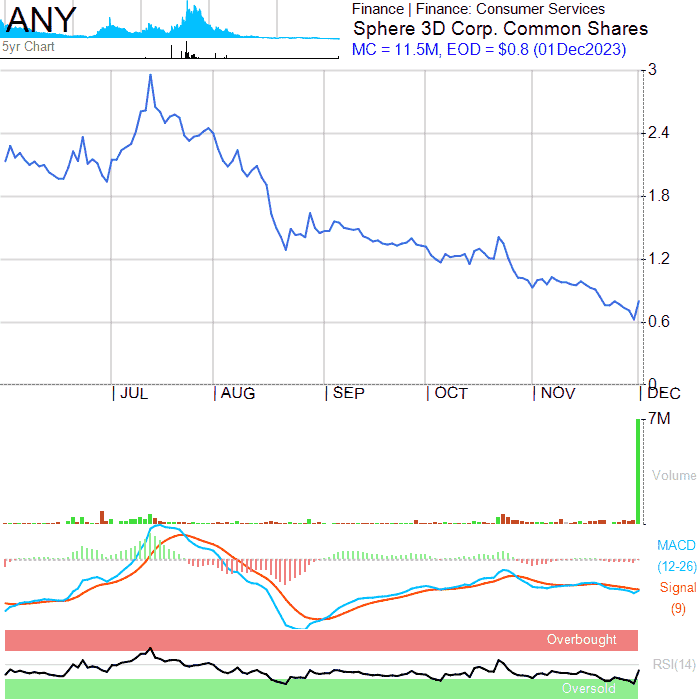 ANY
5yr Chart
Finance | Finance: Consumer Services
Sphere 3D Corp. Common Shares
MC = 11.5M, EOD = $0.8 (01Dec2023)
3
2.4
1.8
1.2
0.6
0
| JUL | AUG | SEP | OCT | NOV | DEC
7M
Volume
MACD
(12-26)
Signal
(9)
Overbought
RSI(14)
Oversold